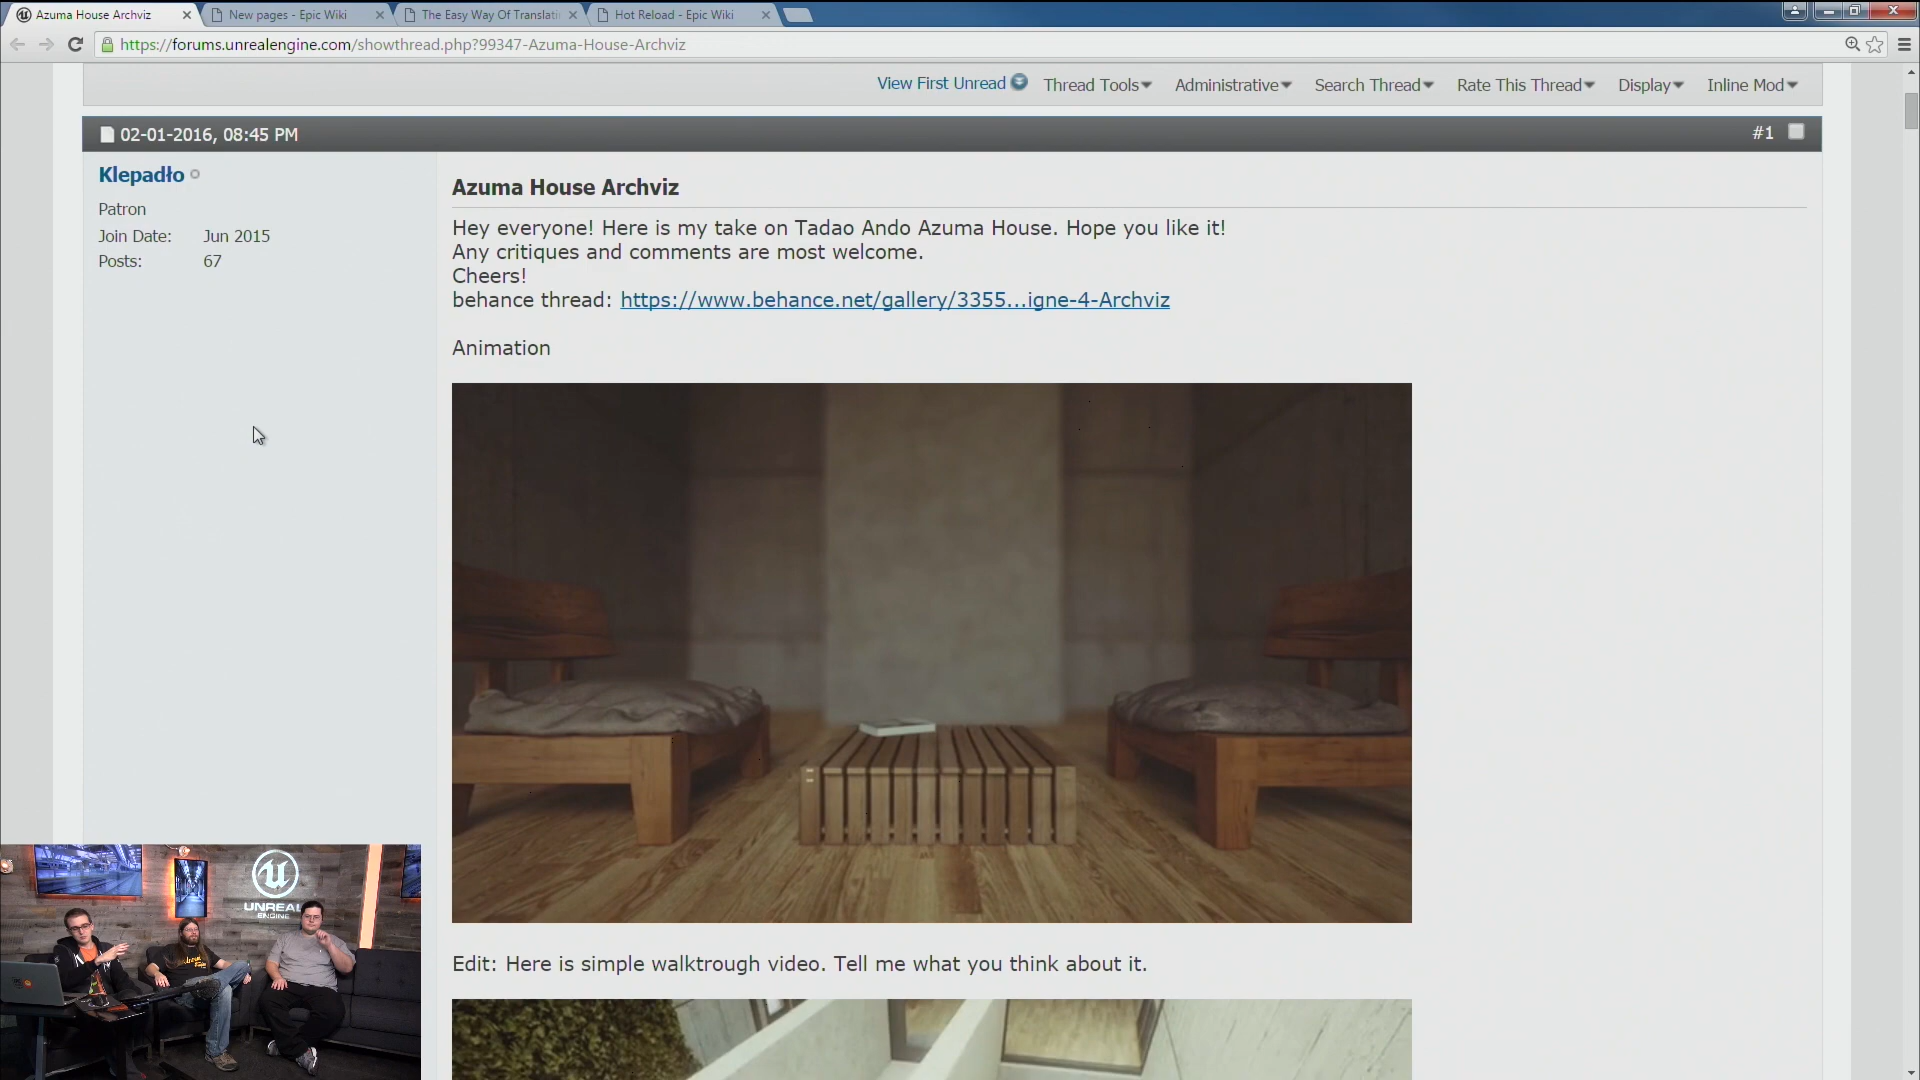 Azuma House Archviz
New pages - Epic Wiki
The Easy Way Of Translati
Hot Reload - Epic Wiki
https://forums.unrealengine.com/showthread.php?99347-Azuma-House-Archviz
View First Unread Thread Tools Administrative Search Thread Rate This Thread Display Inline Mod
02-01-2016, 08:45 PM #1
Klepadło
Patron
Join Date: Jun 2015
Posts: 67
Azuma House Archviz
Hey everyone! Here is my take on Tadao Ando Azuma House. Hope you like it!
Any critiques and comments are most welcome.
Cheers!
behance thread: https://www.behance.net/gallery/3355...igne-4-Archviz
Animation
Edit: Here is simple walktrough video. Tell me what you think about it.
UNREAL
ENGINE